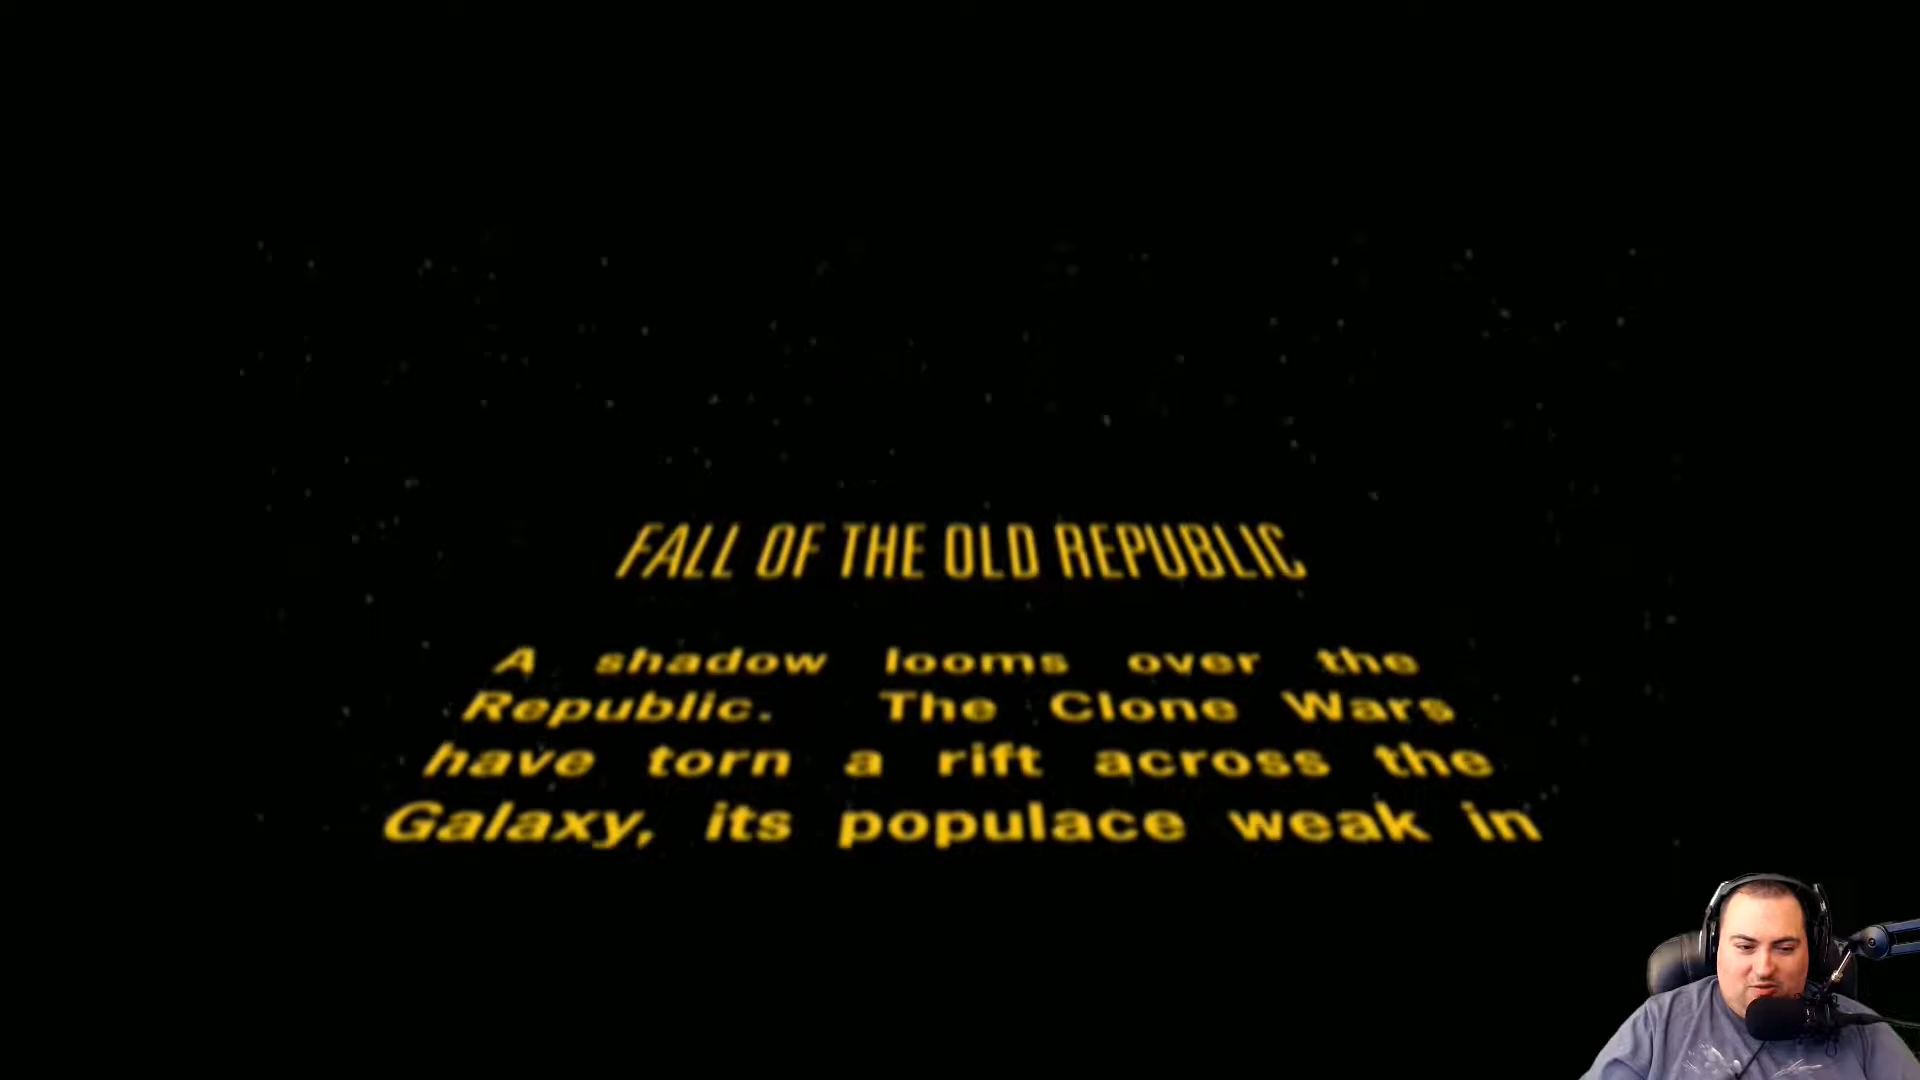 FALL OF THE OLD REPUBLIC
A shadow looms over the
Republic. The Clone Wars
have torn a rift across the
Galaxy, its populace weak in